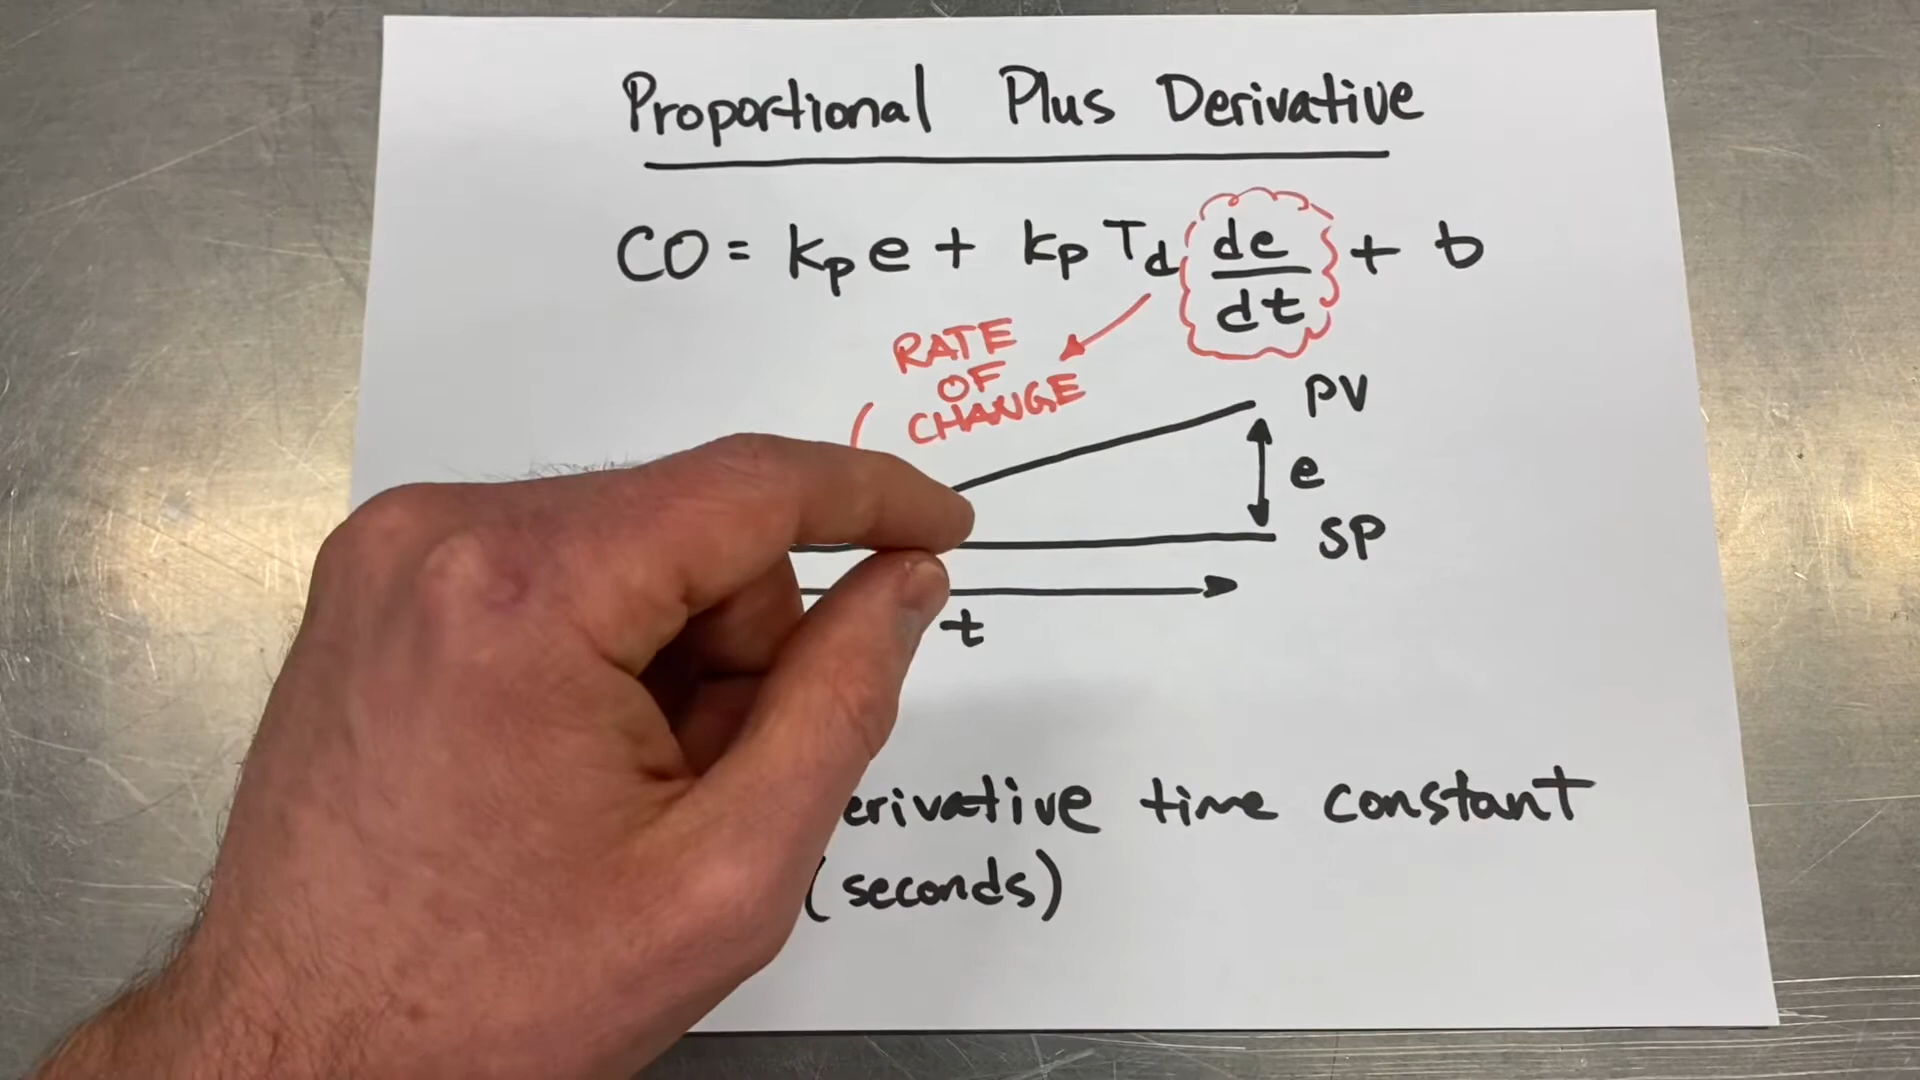 Proportional Plus Derivative
CO = Kp e + Kp Td de/dt + b
RATE
OF
CHANGE
PV
e
SP
t
erivative time constant
(seconds)